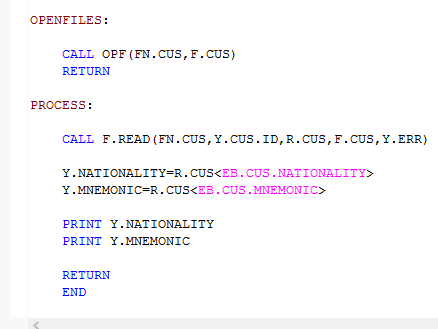 OPENFILES:
CALL OPF(FN.CUS,F.CUS)
RETURN
PROCESS:
CALL F.READ(FN.CUS,Y.CUS.ID,R.CUS,F.CUS,Y.ERR)
Y.NATIONALITY=R.CUS<EB.CUS.NATIONALITY>
Y.MNEMONIC=R.CUS<EB.CUS.MNEMONIC>
PRINT Y.NATIONALITY
PRINT Y.MNEMONIC
RETURN
END